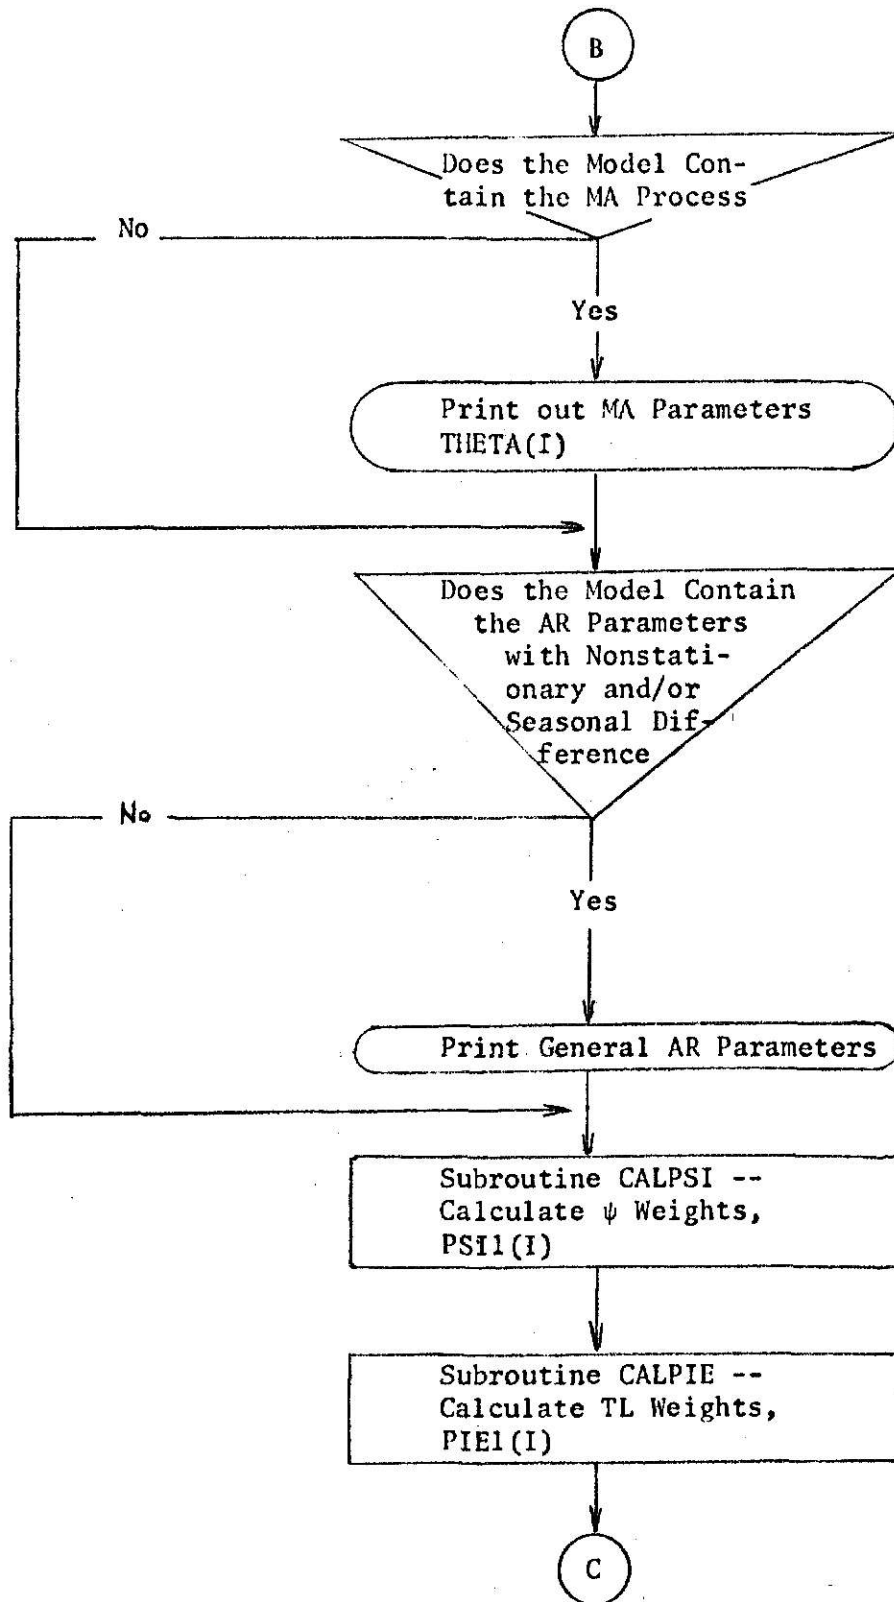 B
Does the Model Con-
tain the MA Process
No
Yes
Print out MA Parameters
THETA(I)
Does the Model Contain
the AR Parameters
with Nonstati-
onary and/or
Seasonal Dif-
ference
No
Yes
Print General AR Parameters
Subroutine CALPSI --
Calculate ψ Weights,
PSI1(I)
Subroutine CALPIE --
Calculate TL Weights,
PIE1(I)
C